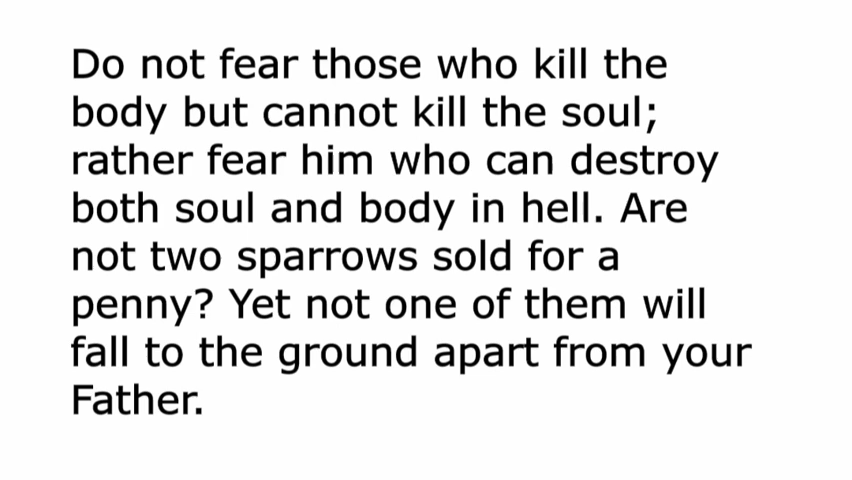 Do not fear those who kill the
body but cannot kill the soul;
rather fear him who can destroy
both soul and body in hell. Are
not two sparrows sold for a
penny? Yet not one of them will
fall to the ground apart from your
Father.